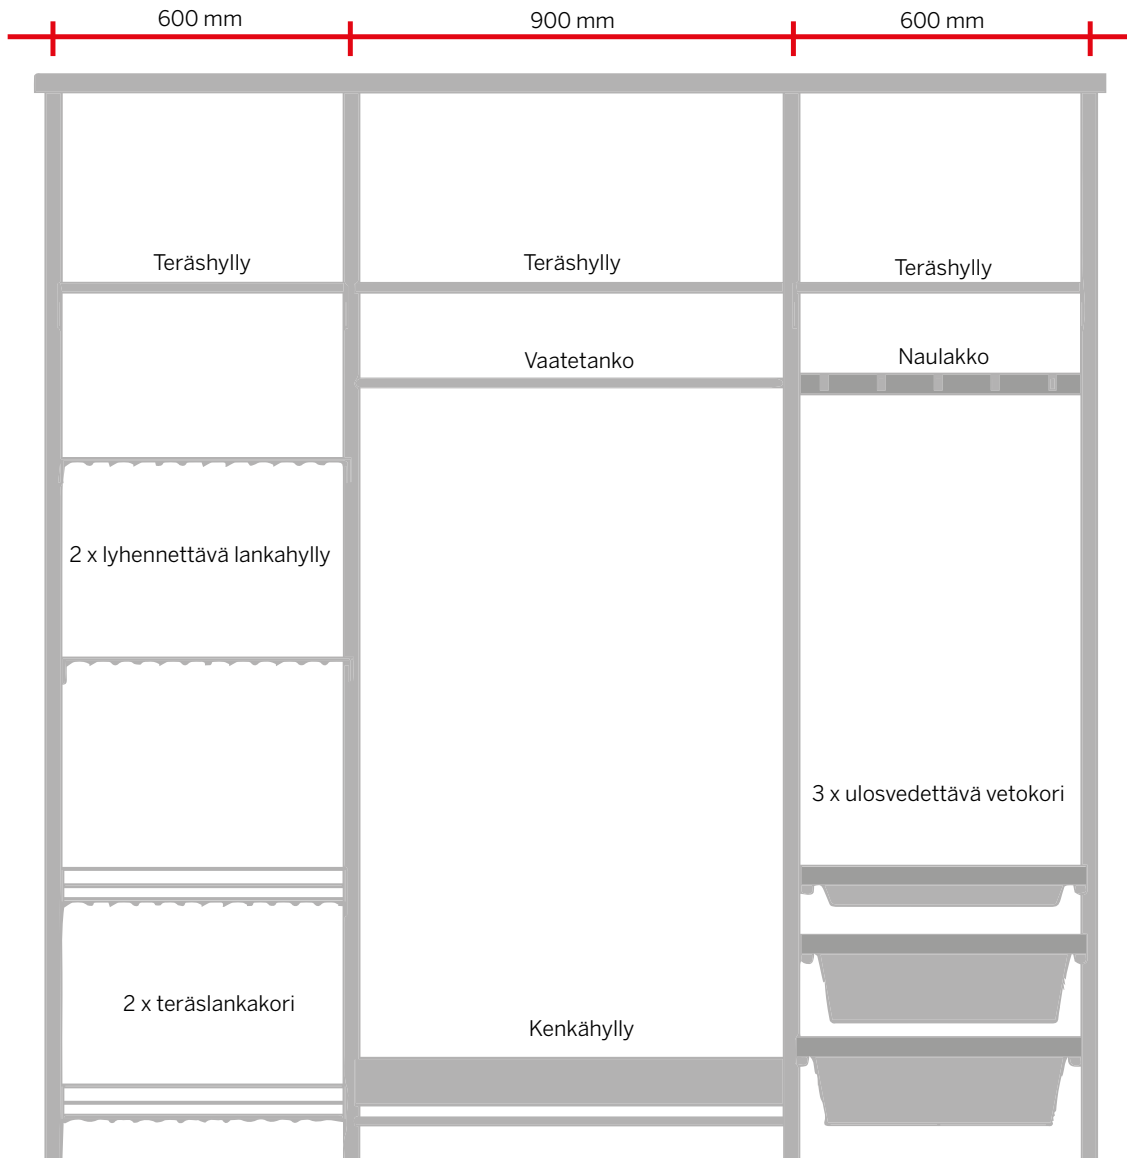 600 mm
900 mm
600 mm
Teräshylly
Teräshylly
Teräshylly
Vaatetanko
Naulakko
2 x lyhennettävä lankahylly
3 x ulosvedettävä vetokori
2 x teräslankakori
Kenkähylly